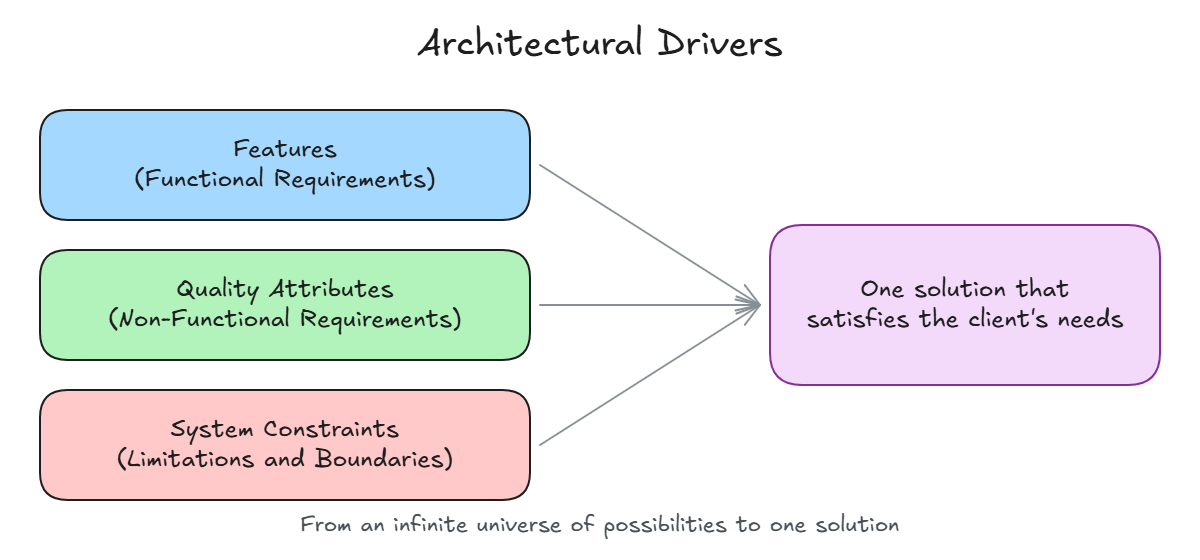 Architectural Drivers
Features
(Functional Requirements)
Quality Attributes
(Non-Functional Requirements)
System Constraints
(Limitations and Boundaries)
One solution that
satisfies the client's needs
From an infinite universe of possibilities to one solution